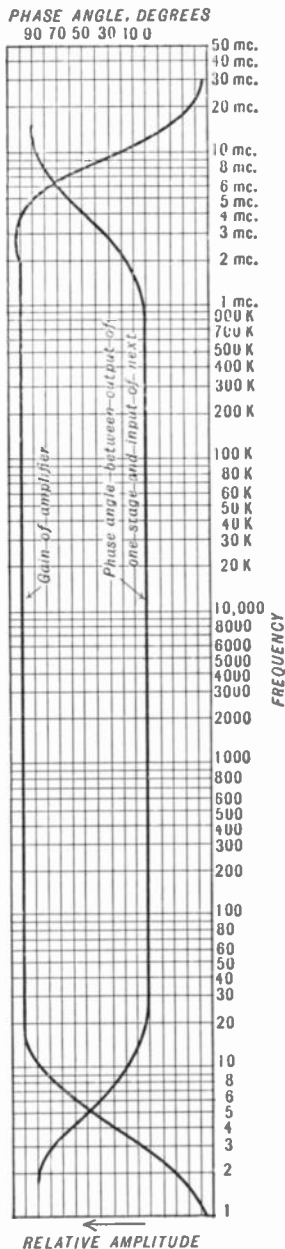 PHASE ANGLE, DEGREES
90 70 50 30 10 0
50 mc.
40 mc.
30 mc.
20 mc.
10 mc.
8 mc.
6 mc.
5 mc.
4 mc.
3 mc.
2 mc.
1 mc.
900 K
700 K
500 K
400 K
300 K
200 K
100 K
80 K
60 K
50 K
40 K
30 K
20 K
Gain of amplifier
Phase angle between output of
one stage and input of next
10,000
8000
6000
5000
4000
3000
2000
FREQUENCY
1000
800
600
500
400
300
200
100
80
60
50
40
30
20
10
8
6
5
4
3
2
1
RELATIVE AMPLITUDE